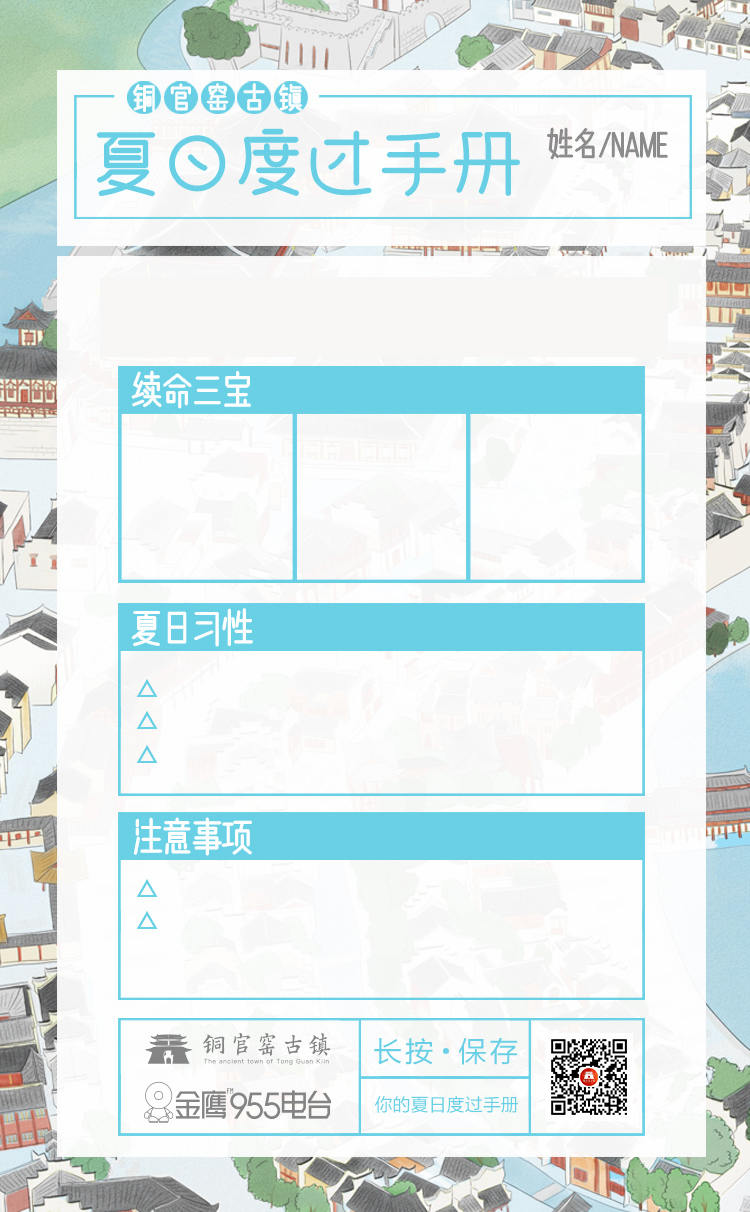 铜官窑古镇
夏日度过手册
姓名/NAME
续命三宝
夏日习性
△
△
△
注意事项
△
△
铜官窑古镇
The ancient town of Tong Guan Kiln
金鹰955电台
FM
长按·保存
你的夏日度过手册